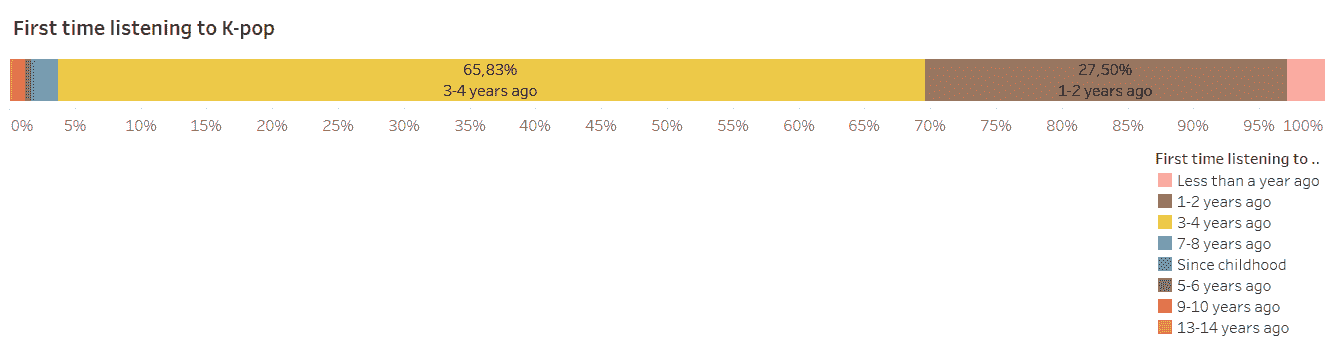 First time listening to K-pop
65,83%
3-4 years ago
27,50%
1-2 years ago
0% 5% 10% 15% 20% 25% 30% 35% 40% 45% 50% 55% 60% 65% 70% 75% 80% 85% 90% 95% 100%
First time listening to ..
Less than a year ago
1-2 years ago
3-4 years ago
7-8 years ago
Since childhood
5-6 years ago
9-10 years ago
13-14 years ago